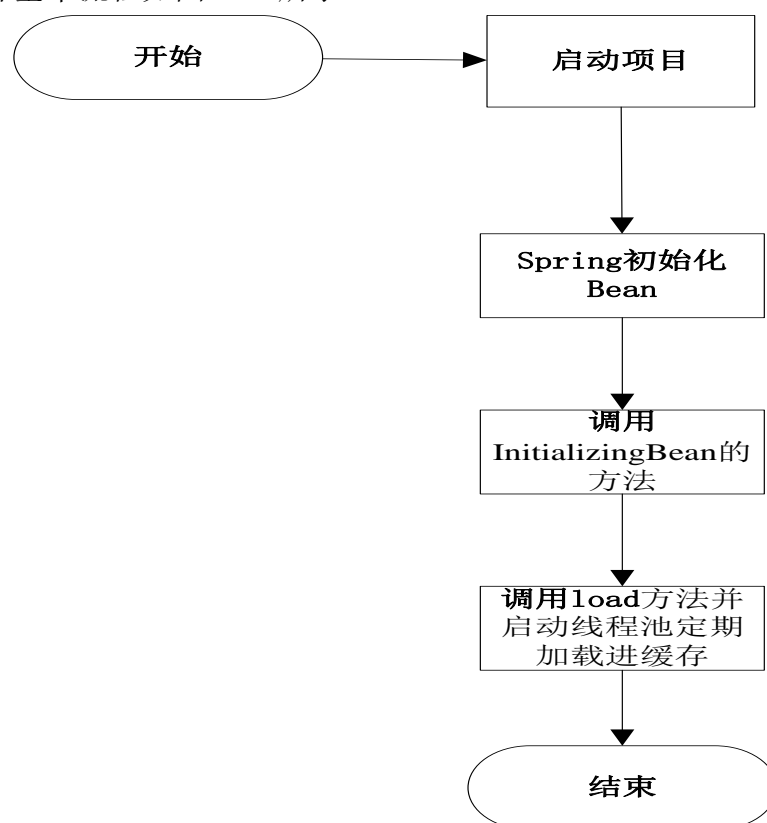 开始
启动项目
Spring初始化
Bean
调用
InitializingBean的
方法
调用load方法并
启动线程池定期
加载进缓存
结束